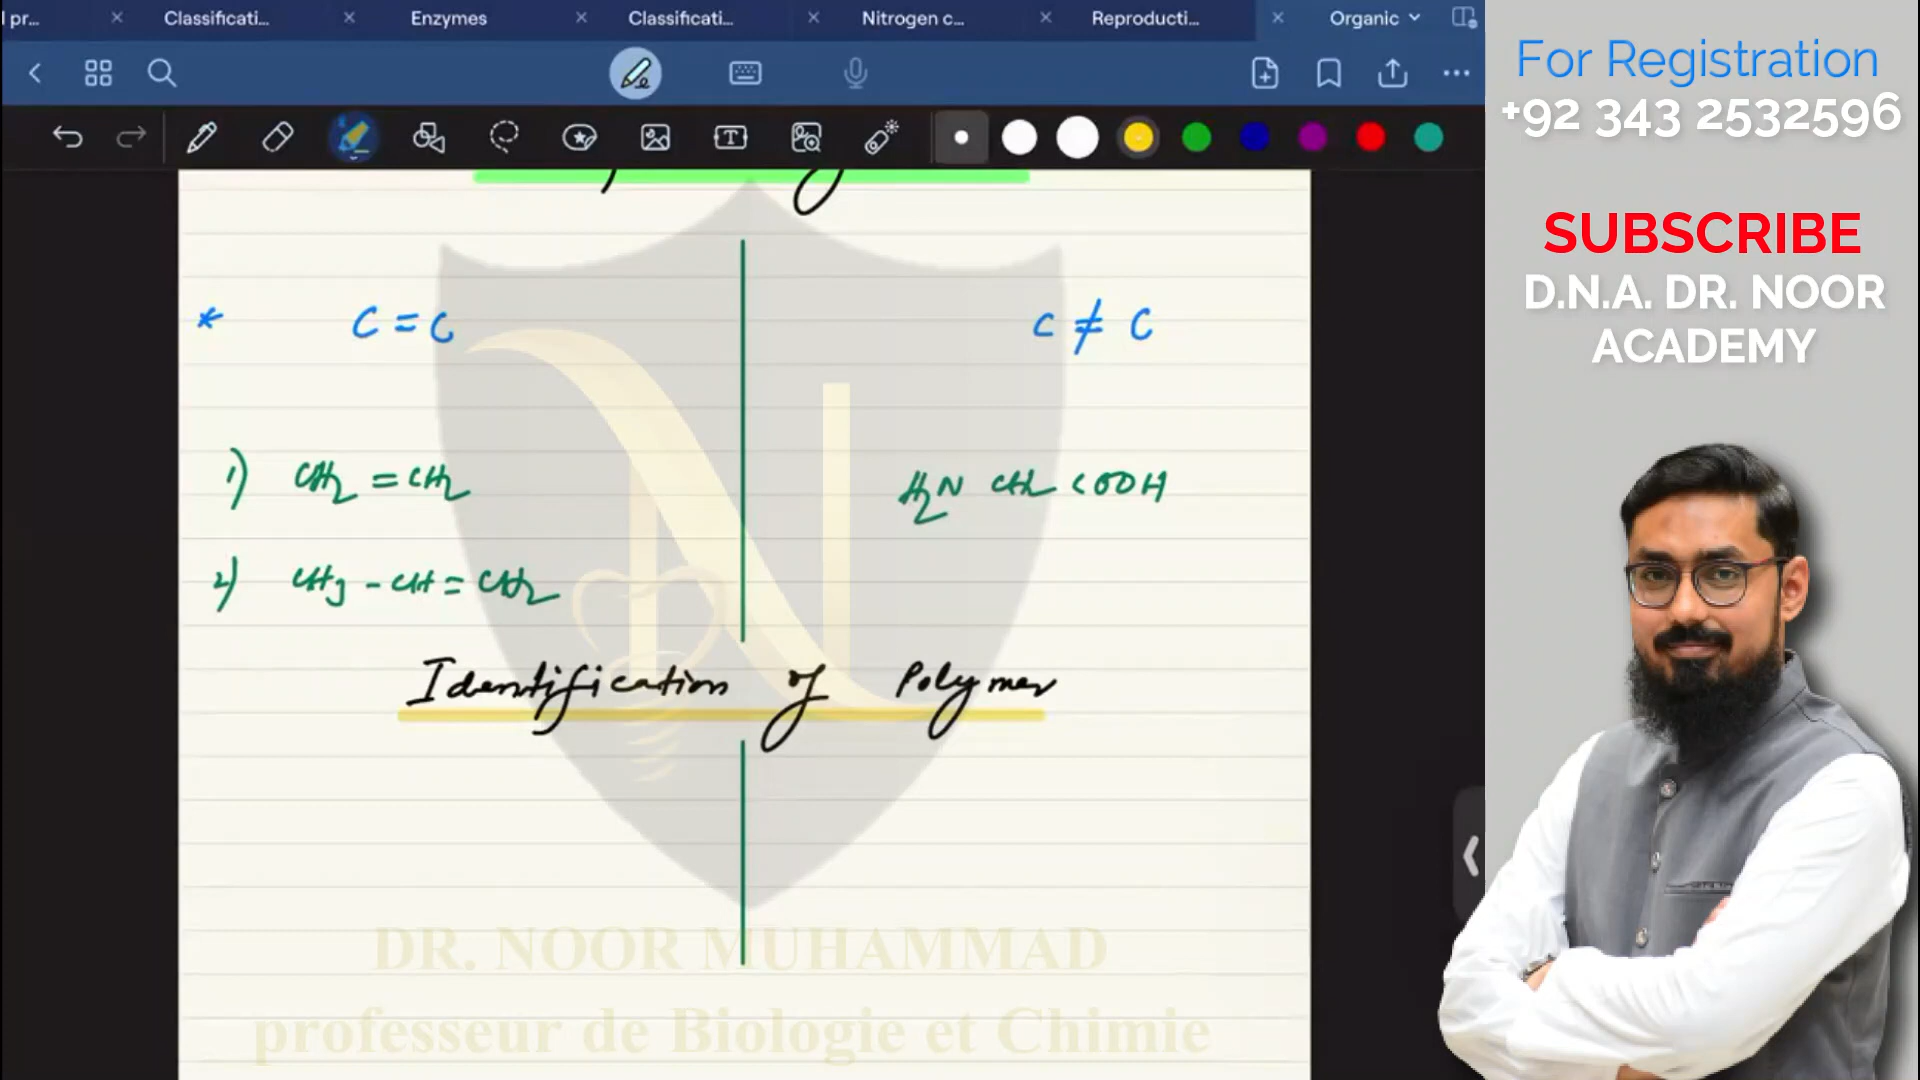 pr... Classificati... Enzymes Classificati... Nitrogen c... Reproducti... Organic
T
C = C
C ≠ C
1) CH2 = CH2
H2N CH2 COOH
2) CH3 - CH = CH2
Identification of Polymer
DR. NOOR MUHAMMAD
professeur de Biologie et Chimie
For Registration
+92 343 2532596
SUBSCRIBE
D.N.A. DR. NOOR
ACADEMY